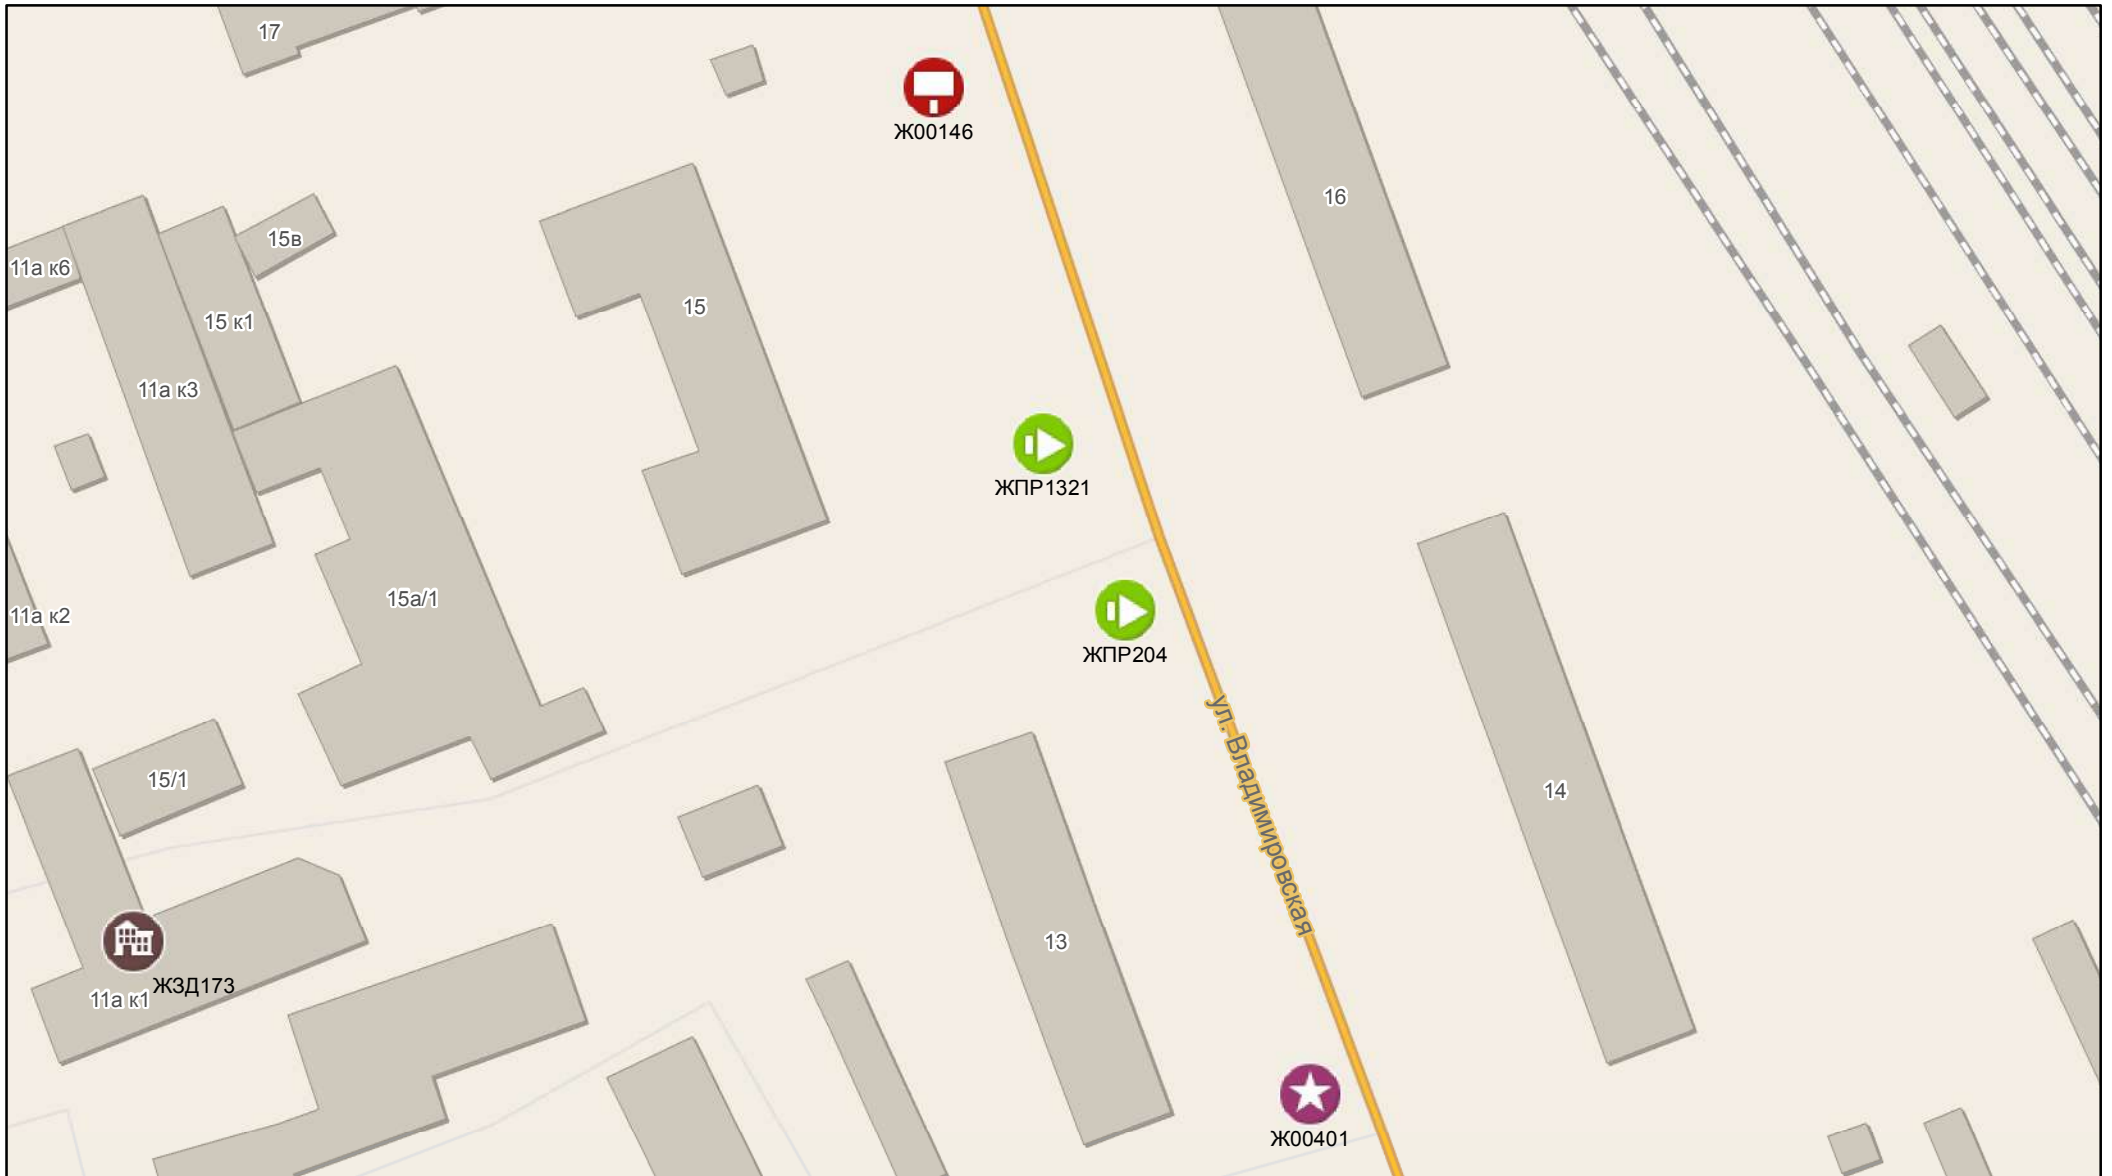 17
Ж00146
16
15в
11а к6
15
15 к1
11а к3
ЖПР1321
15а/1
11а к2
ЖПР204
ул. Владимировская
15/1
14
13
ЖЗД173
11а к1
Ж00401